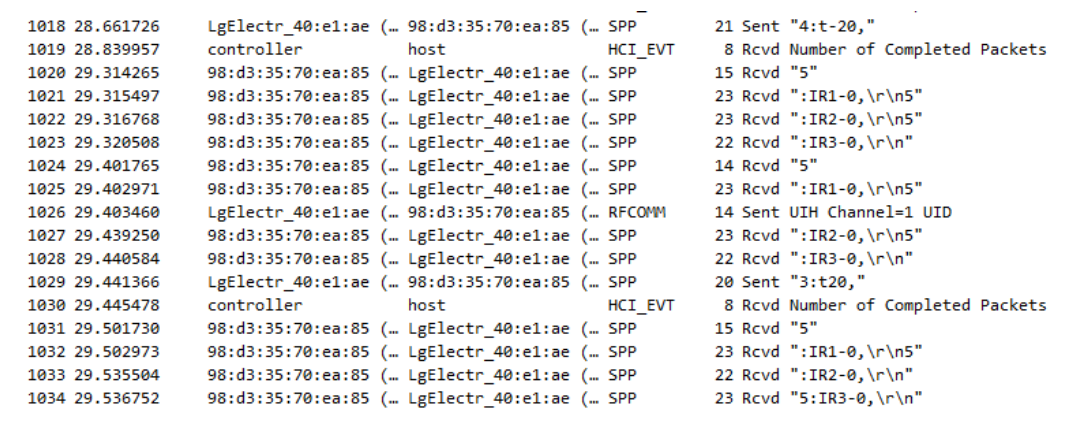 1018 28.661726 LgElectr_40:e1:ae (… 98:d3:35:70:ea:85 (… SPP 21 Sent "4:t-20,"
1019 28.839957 controller host HCI_EVT 8 Rcvd Number of Completed Packets
1020 29.314265 98:d3:35:70:ea:85 (… LgElectr_40:e1:ae (… SPP 15 Rcvd "5"
1021 29.315497 98:d3:35:70:ea:85 (… LgElectr_40:e1:ae (… SPP 23 Rcvd ":IR1-0,\r\n5"
1022 29.316768 98:d3:35:70:ea:85 (… LgElectr_40:e1:ae (… SPP 23 Rcvd ":IR2-0,\r\n5"
1023 29.320508 98:d3:35:70:ea:85 (… LgElectr_40:e1:ae (… SPP 22 Rcvd ":IR3-0,\r\n"
1024 29.401765 98:d3:35:70:ea:85 (… LgElectr_40:e1:ae (… SPP 14 Rcvd "5"
1025 29.402971 98:d3:35:70:ea:85 (… LgElectr_40:e1:ae (… SPP 23 Rcvd ":IR1-0,\r\n5"
1026 29.403460 LgElectr_40:e1:ae (… 98:d3:35:70:ea:85 (… RFCOMM 14 Sent UIH Channel=1 UID
1027 29.439250 98:d3:35:70:ea:85 (… LgElectr_40:e1:ae (… SPP 23 Rcvd ":IR2-0,\r\n5"
1028 29.440584 98:d3:35:70:ea:85 (… LgElectr_40:e1:ae (… SPP 22 Rcvd ":IR3-0,\r\n"
1029 29.441366 LgElectr_40:e1:ae (… 98:d3:35:70:ea:85 (… SPP 20 Sent "3:t20,"
1030 29.445478 controller host HCI_EVT 8 Rcvd Number of Completed Packets
1031 29.501730 98:d3:35:70:ea:85 (… LgElectr_40:e1:ae (… SPP 15 Rcvd "5"
1032 29.502973 98:d3:35:70:ea:85 (… LgElectr_40:e1:ae (… SPP 23 Rcvd ":IR1-0,\r\n5"
1033 29.535504 98:d3:35:70:ea:85 (… LgElectr_40:e1:ae (… SPP 22 Rcvd ":IR2-0,\r\n"
1034 29.536752 98:d3:35:70:ea:85 (… LgElectr_40:e1:ae (… SPP 23 Rcvd "5:IR3-0,\r\n"